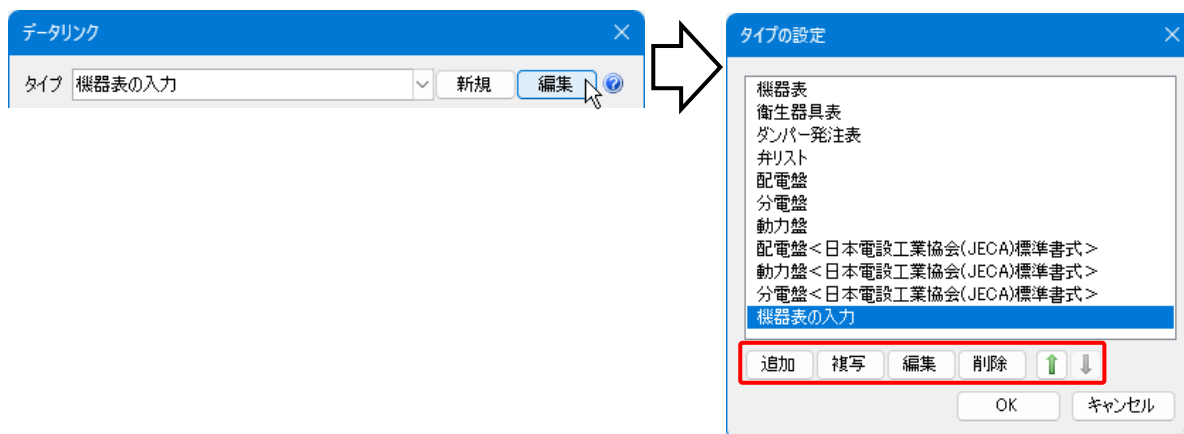 データリンク
タイプ 機器表の入力 新規 編集
タイプの設定
機器表
衛生器具表
ダンパー発注表
弁リスト
配電盤
分電盤
動力盤
配電盤<日本電設工業協会(JECA)標準書式>
動力盤<日本電設工業協会(JECA)標準書式>
分電盤<日本電設工業協会(JECA)標準書式>
機器表の入力
追加 複写 編集 削除
OK キャンセル